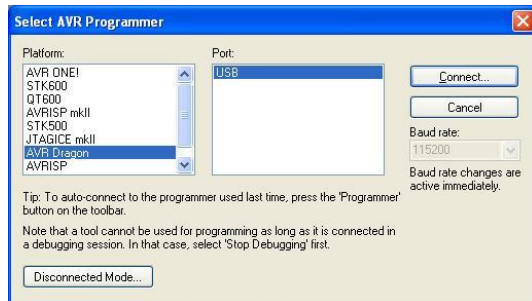 Select AVR Programmer
Platform:
Port:
AVR ONE!
STK600
QT600
AVRISP mkII
STK500
JTAGICE mkII
AVR Dragon
AVRISP
USB
Connect...
Cancel
Baud rate:
115200
Baud rate changes are
active immediately.
Tip: To auto-connect to the programmer used last time, press the 'Programmer'
button on the toolbar.
Note that a tool cannot be used for programming as long as it is connected in
a debugging session. In that case, select 'Stop Debugging' first.
Disconnected Mode...